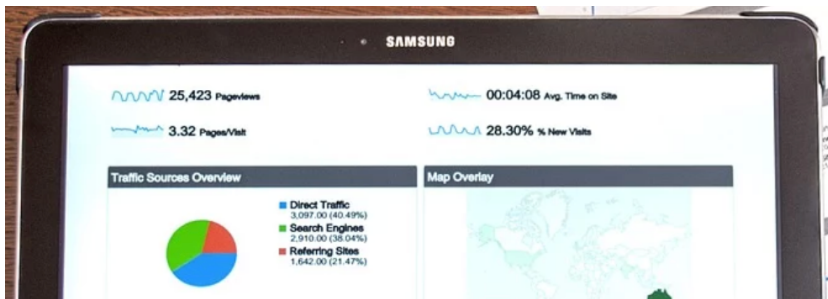 SAMSUNG
25,423 Pageviews
00:04:08 Avg. Time on Site
3.32 Pages/Visit
28.30% % New Visits
Traffic Sources Overview
Map Overlay
Direct Traffic
3,097.00 (40.49%)
Search Engines
2,910.00 (38.04%)
Referring Sites
1,642.00 (21.47%)